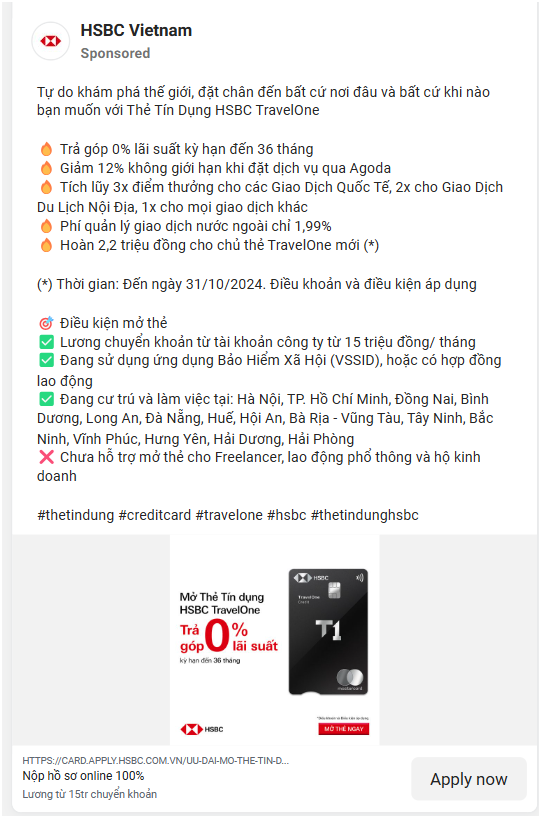 HSBC Vietnam
Sponsored
Tự do khám phá thế giới, đặt chân đến bất cứ nơi đâu và bất cứ khi nào
bạn muốn với Thẻ Tín Dụng HSBC TravelOne
🔥 Trả góp 0% lãi suất kỳ hạn đến 36 tháng
🔥 Giảm 12% không giới hạn khi đặt dịch vụ qua Agoda
🔥 Tích lũy 3x điểm thưởng cho các Giao Dịch Quốc Tế, 2x cho Giao Dịch
Du Lịch Nội Địa, 1x cho mọi giao dịch khác
🔥 Phí quản lý giao dịch nước ngoài chỉ 1,99%
🔥 Hoàn 2,2 triệu đồng cho chủ thẻ TravelOne mới (*)
(*) Thời gian: Đến ngày 31/10/2024. Điều khoản và điều kiện áp dụng
🎯 Điều kiện mở thẻ
✅ Lương chuyển khoản từ tài khoản công ty từ 15 triệu đồng/ tháng
✅ Đang sử dụng ứng dụng Bảo Hiểm Xã Hội (VSSID), hoặc có hợp đồng
lao động
✅ Đang cư trú và làm việc tại: Hà Nội, TP. Hồ Chí Minh, Đồng Nai, Bình
Dương, Long An, Đà Nẵng, Huế, Hội An, Bà Rịa - Vũng Tàu, Tây Ninh, Bắc
Ninh, Vĩnh Phúc, Hưng Yên, Hải Dương, Hải Phòng
❌ Chưa hỗ trợ mở thẻ cho Freelancer, lao động phổ thông và hộ kinh
doanh
#thetindung #creditcard #travelone #hsbc #thetindunghsbc
Mở Thẻ Tín dụng
HSBC TravelOne
Trả góp 0% lãi suất
kỳ hạn đến 36 tháng
HSBC
TravelOne
Credit
T1
mastercard
HSBC
*Điều khoản và Điều kiện áp dụng
MỞ THẺ NGAY
HTTPS://CARD.APPLY.HSBC.COM.VN/UU-DAI-MO-THE-TIN-D...
Nộp hồ sơ online 100%
Lương từ 15tr chuyển khoản
Apply now